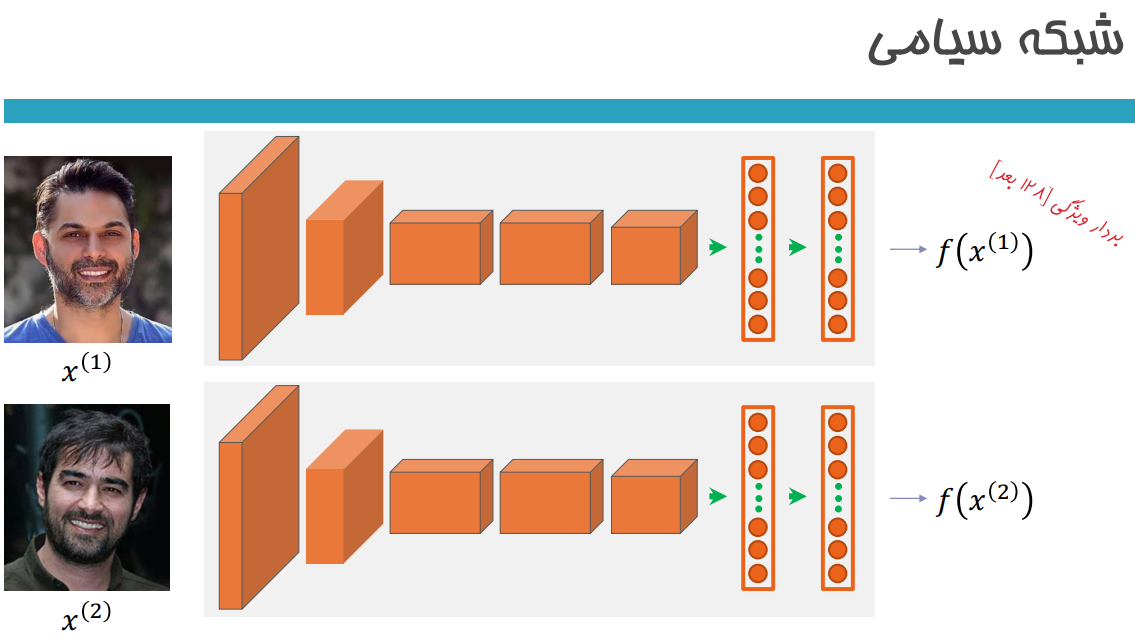 شبکه سیامی
بردار ویژگی [۱۲۸ بعد]
f(x⁽¹⁾)
x⁽¹⁾
f(x⁽²⁾)
x⁽²⁾